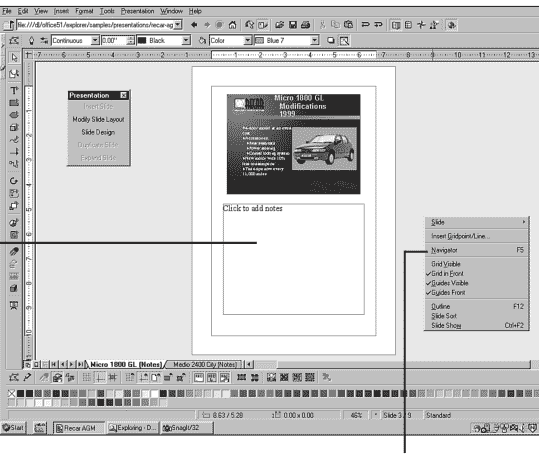 File Edit View Insert Format Tools Presentation Window Help
file:///d|/office51/explorer/samples/presentations/recar-ag
Continuous 0.00" Black Color Blue 7
Presentation
Insert Slide
Modify Slide Layout
Slide Design
Duplicate Slide
Expand Slide
RECAR
Micro 1800 GL
Modifications
1999
Click to add notes
Slide
Insert Gridpoint/Line...
Navigator F5
Grid Visible
Grid in Front
Guides Visible
Guides Front
Outline F12
Slide Sort
Slide Show Ctrl+F2
Micro 1800 GL (Notes) Medio 2400 City (Notes)
8.63 / 5.28 0.00 x 0.00 46% * Slide 3 / 9 Standard
Start Recar AGM Exploring - D... SnagIt/32